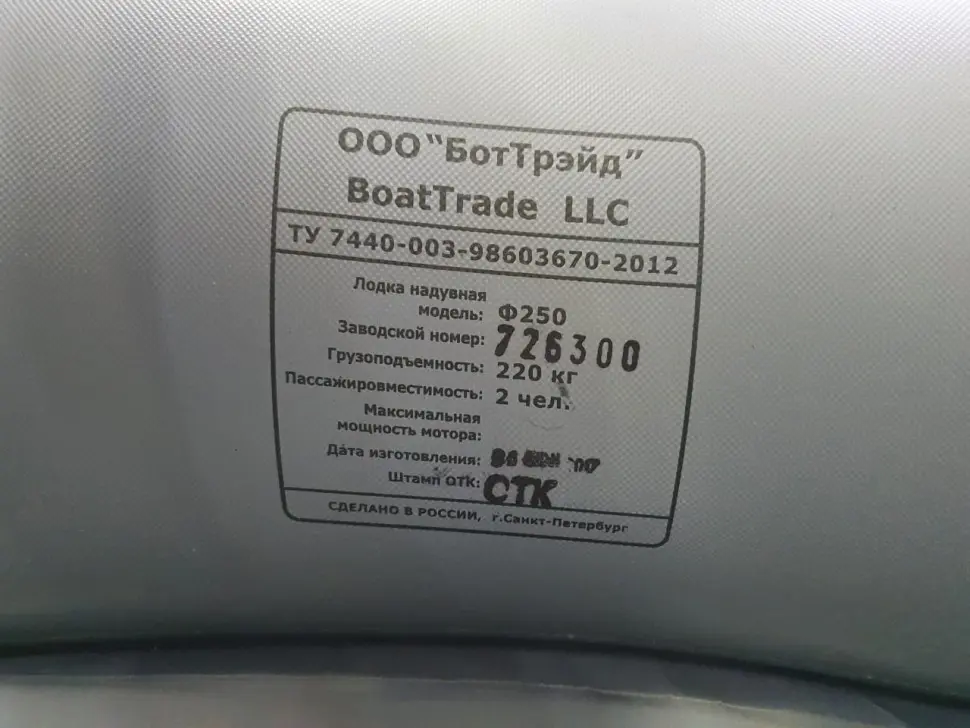 ООО "БотТрэйд"
BoatTrade LLC
ТУ 7440-003-98603670-2012
Лодка надувная
модель: Ф250
Заводской номер: 726300
Грузоподъемность: 220 кг
Пассажировместимость: 2 чел.
Максимальная
мощность мотора:
Дата изготовления:
Штамп ОТК: ОТК
СДЕЛАНО В РОССИИ, г.Санкт-Петербург